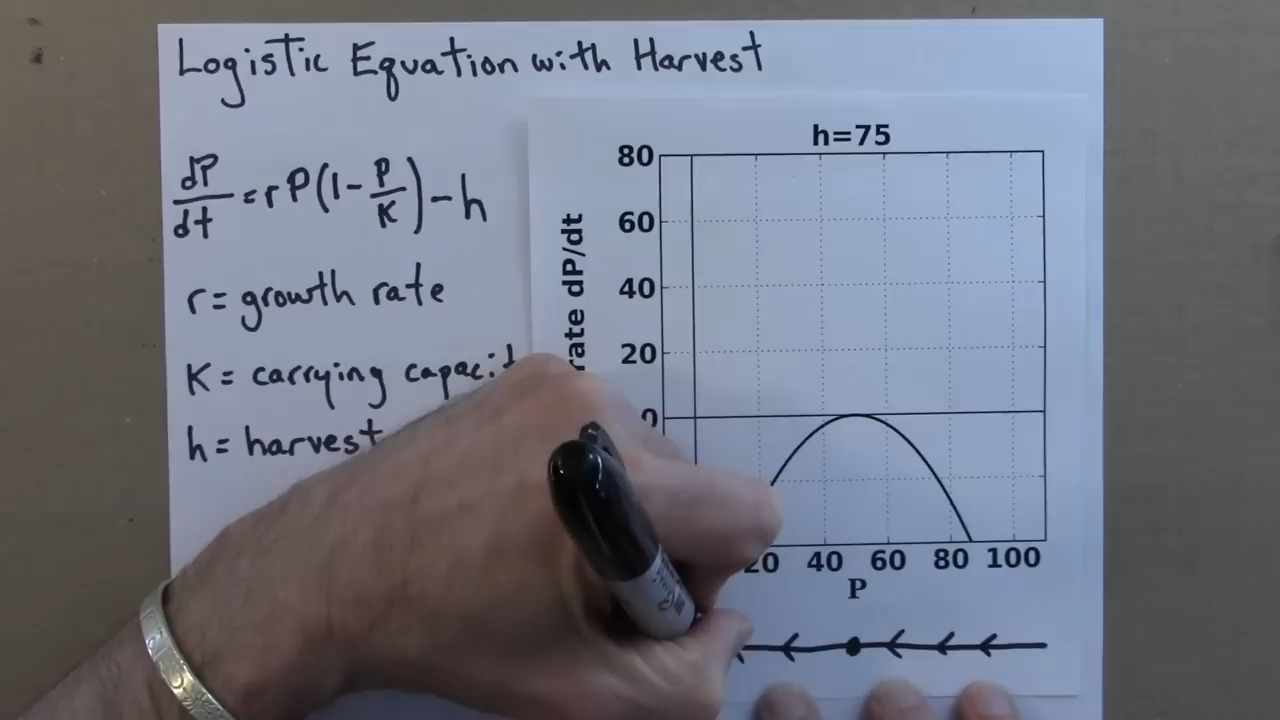 Logistic Equation with Harvest
dP/dt = rP(1 - P/K) - h
r = growth rate
K = carrying
h = harvest
h=75
80
60
40
20
0
rate dP/dt
20 40 60 80 100
P